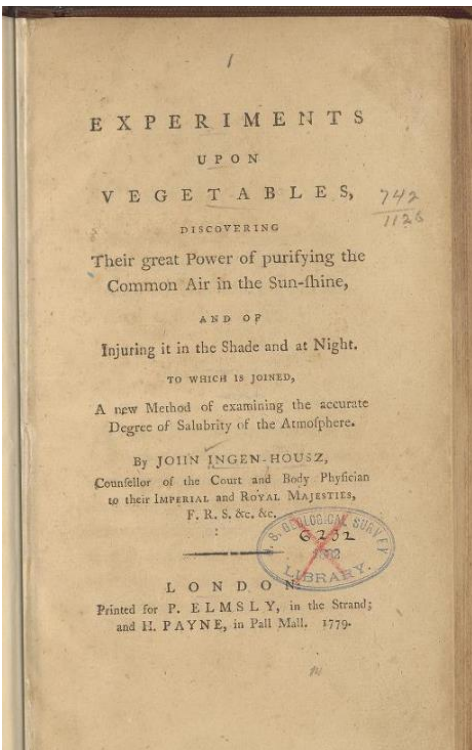 1
EXPERIMENTS
UPON
VEGETABLES,
DISCOVERING
Their great Power of purifying the
Common Air in the Sun-ſhine,
AND OF
Injuring it in the Shade and at Night.
TO WHICH IS JOINED,
A new Method of examining the accurate
Degree of Salubrity of the Atmoſphere.
By JOHN INGEN-HOUSZ,
Counſellor of the Court and Body Phyſician
to their IMPERIAL and ROYAL MAJESTIES,
F. R. S. &c. &c.
LONDON:
Printed for P. ELMSLY, in the Strand;
and H. PAYNE, in Pall Mall. 1779.
742
1126
U. S. GEOLOGICAL SURVEY
6232
LIBRARY.